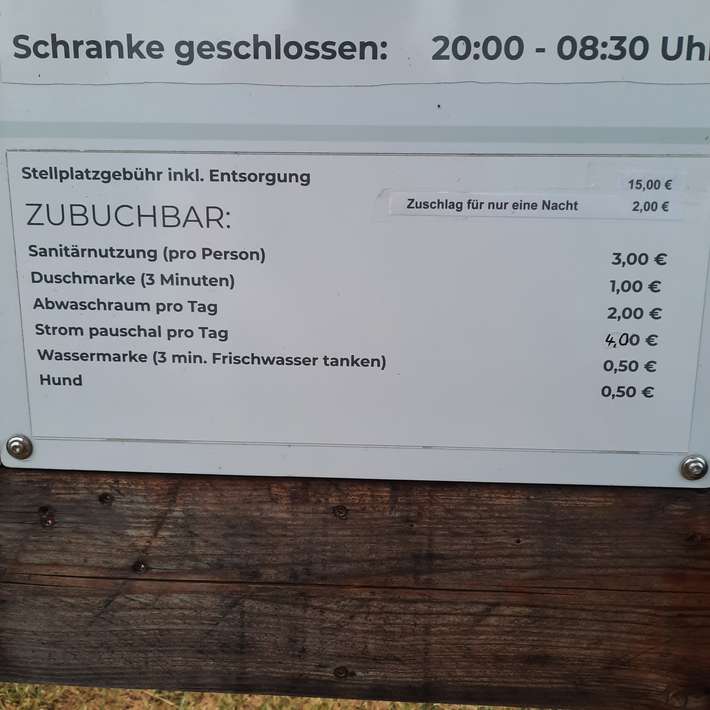 Schranke geschlossen: 20:00 - 08:30 Uh
Stellplatzgebühr inkl. Entsorgung 15,00 €
Zuschlag für nur eine Nacht 2,00 €
ZUBUCHBAR:
Sanitärnutzung (pro Person) 3,00 €
Duschmarke (3 Minuten) 1,00 €
Abwaschraum pro Tag 2,00 €
Strom pauschal pro Tag 4,00 €
Wassermarke (3 min. Frischwasser tanken) 0,50 €
Hund 0,50 €